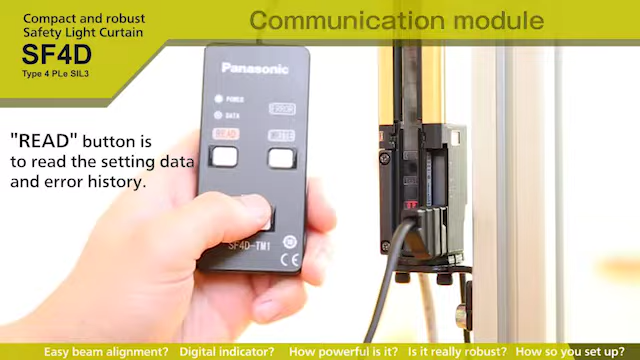 Compact and robust
Safety Light Curtain
SF4D
Type 4 PLe SIL3
Communication module
Panasonic
POWER
DATA
ERROR
READ
"READ" button is
to read the setting data
and error history.
SF4D-TM1
CE
Easy beam alignment? Digital indicator? How powerful is it? Is it really robust? How so you set up?